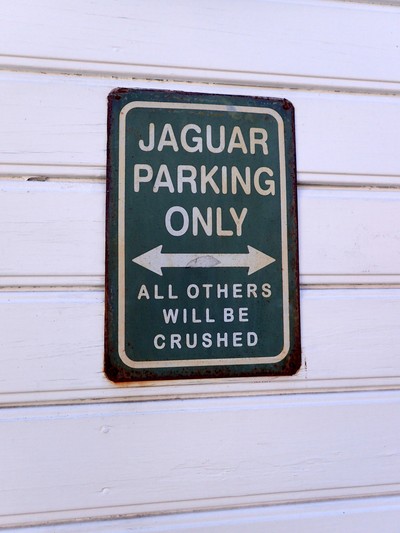 JAGUAR
PARKING
ONLY
ALL OTHERS
WILL BE
CRUSHED